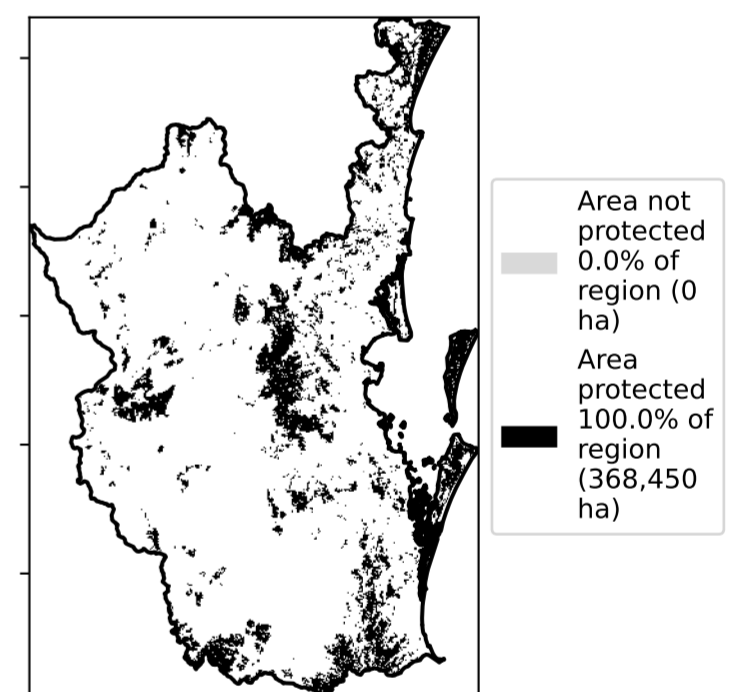 Area not
protected
0.0% of
region (0
ha)
Area
protected
100.0% of
region
(368,450
ha)